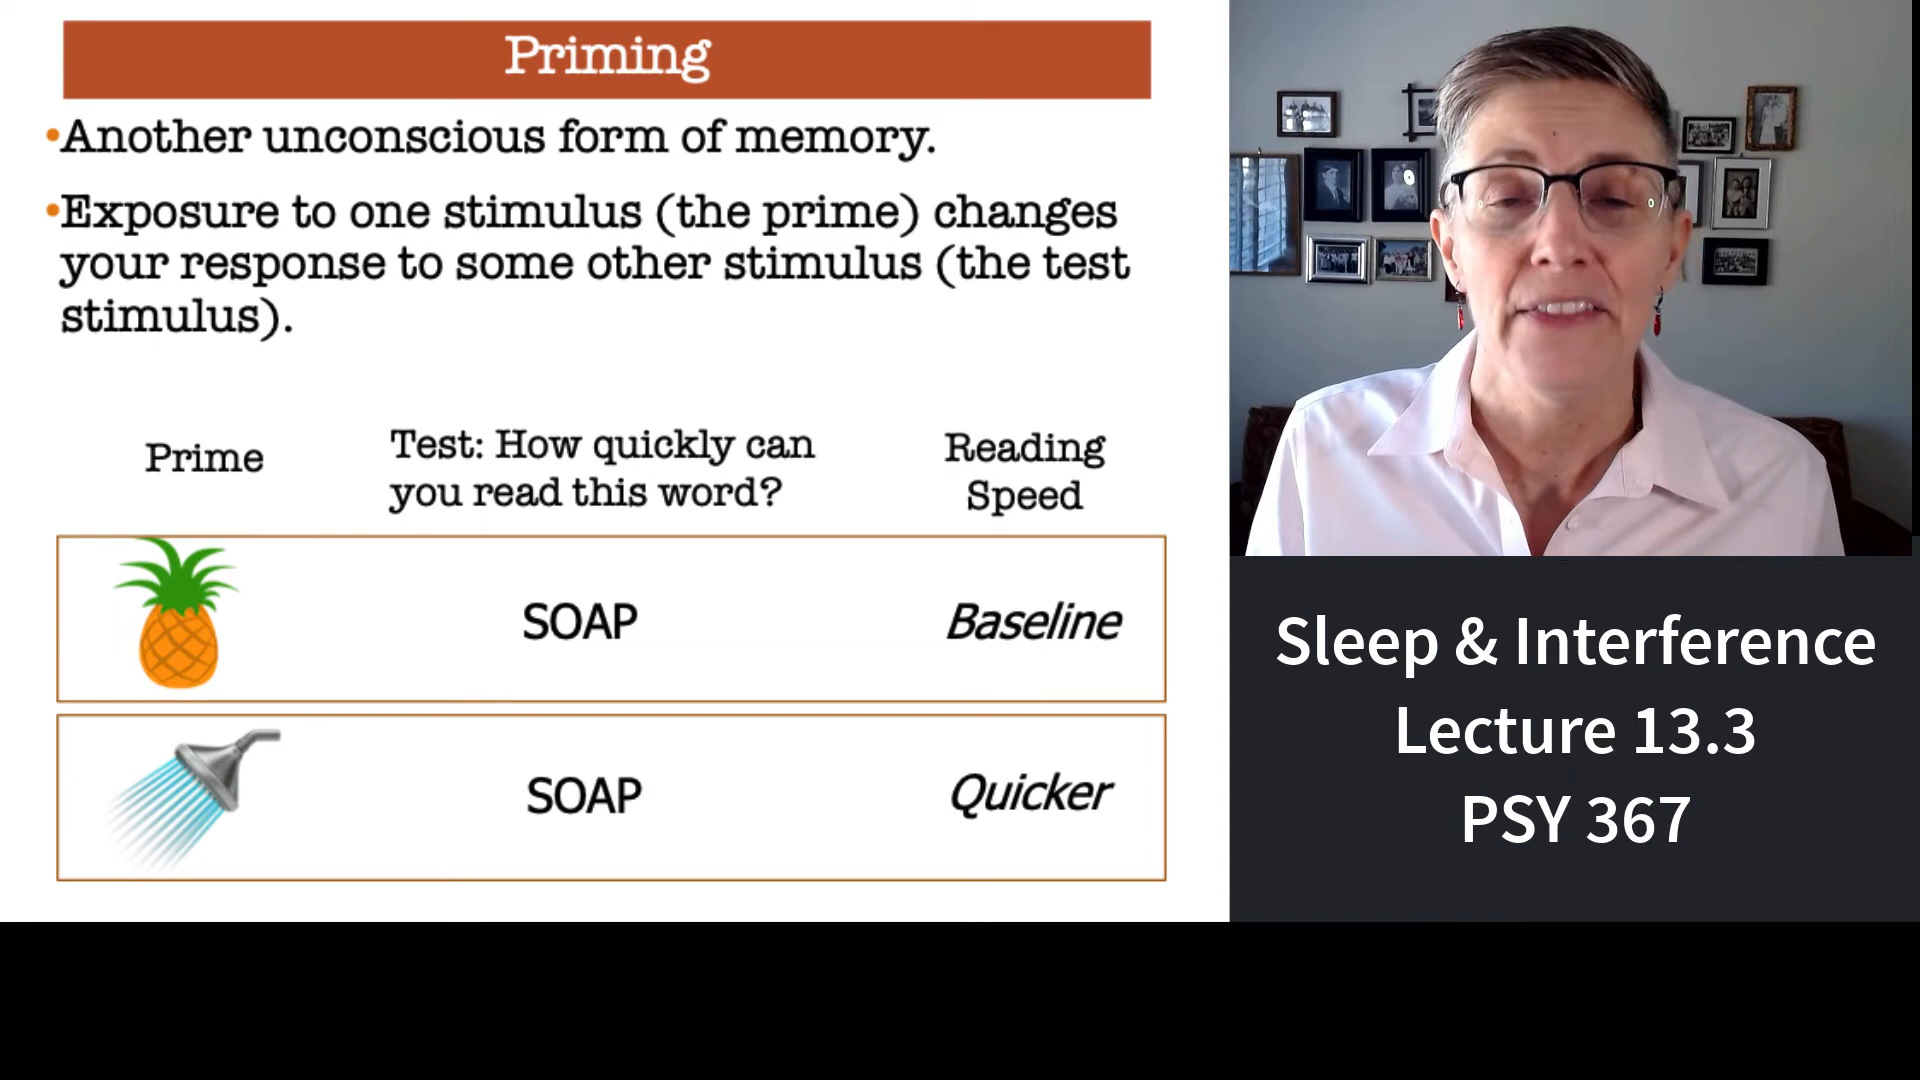 Priming
•Another unconscious form of memory.
•Exposure to one stimulus (the prime) changes
your response to some other stimulus (the test
stimulus).
Prime
Test: How quickly can
you read this word?
Reading
Speed
SOAP
Baseline
SOAP
Quicker
Sleep & Interference
Lecture 13.3
PSY 367